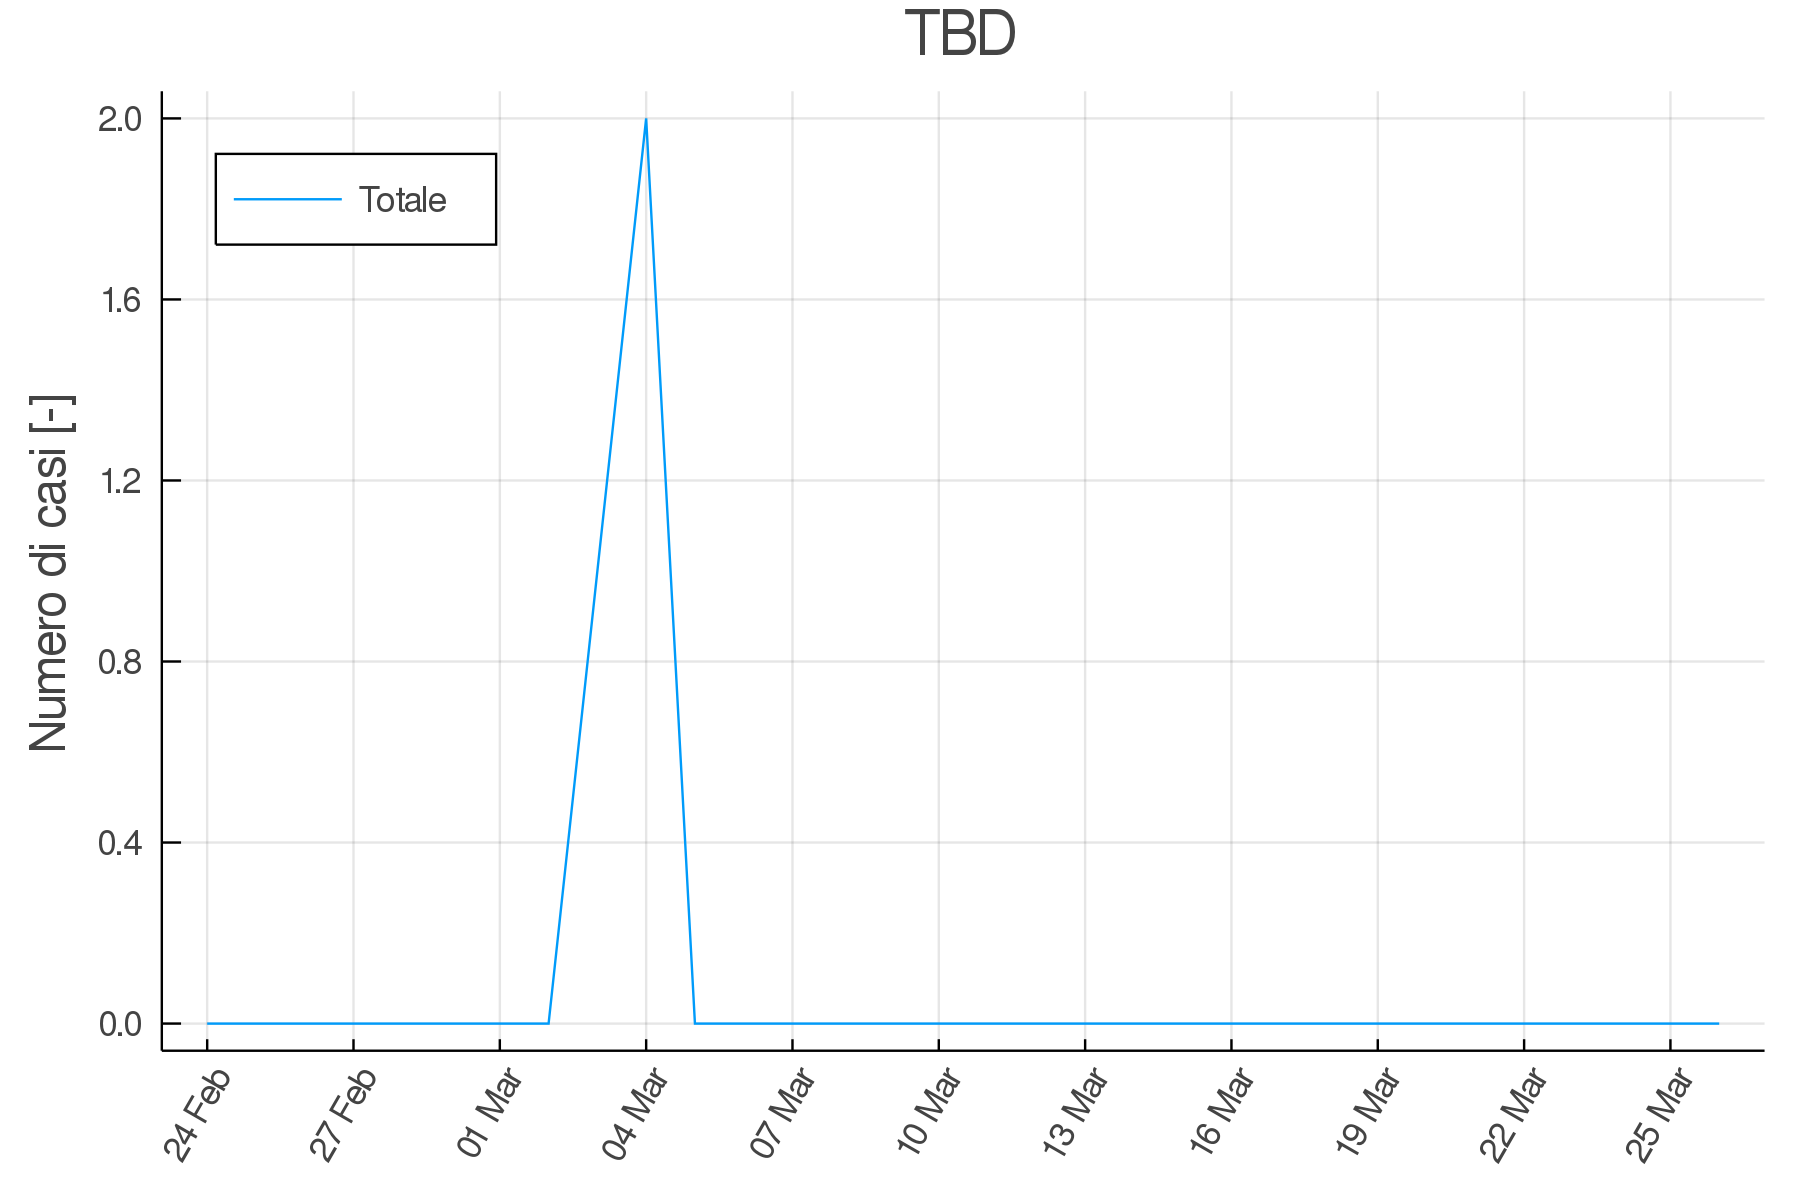 TBD
Numero di casi [-]
2.0
1.6
1.2
0.8
0.4
0.0
Totale
24 Feb
27 Feb
01 Mar
04 Mar
07 Mar
10 Mar
13 Mar
16 Mar
19 Mar
22 Mar
25 Mar